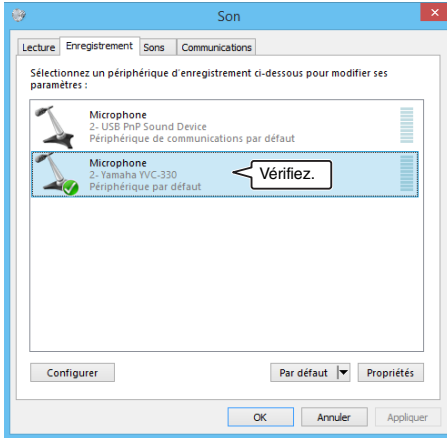 Son
Lecture Enregistrement Sons Communications
Sélectionnez un périphérique d'enregistrement ci-dessous pour modifier ses
paramètres :
Microphone
2- USB PnP Sound Device
Périphérique de communications par défaut
Microphone
2- Yamaha YVC-330
Périphérique par défaut
Vérifiez.
Configurer Par défaut Propriétés
OK Annuler Appliquer